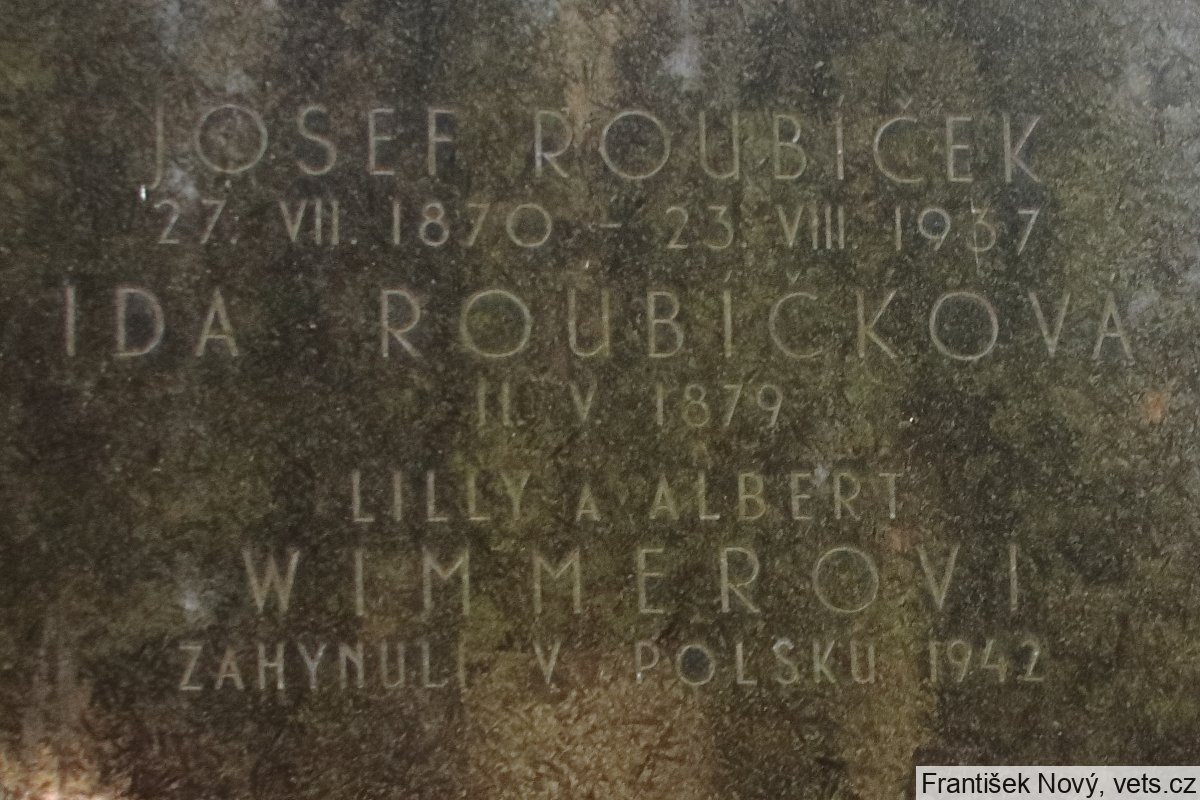 JOSEF ROUBÍČEK
27. VII. 1870 – 23. VIII. 1937
IDA ROUBÍČKOVA
11. V. 1879
LILLY A ALBERT
WIMMEROVI
ZAHYNULI V POLSKU 1942
František Nový, vets.cz